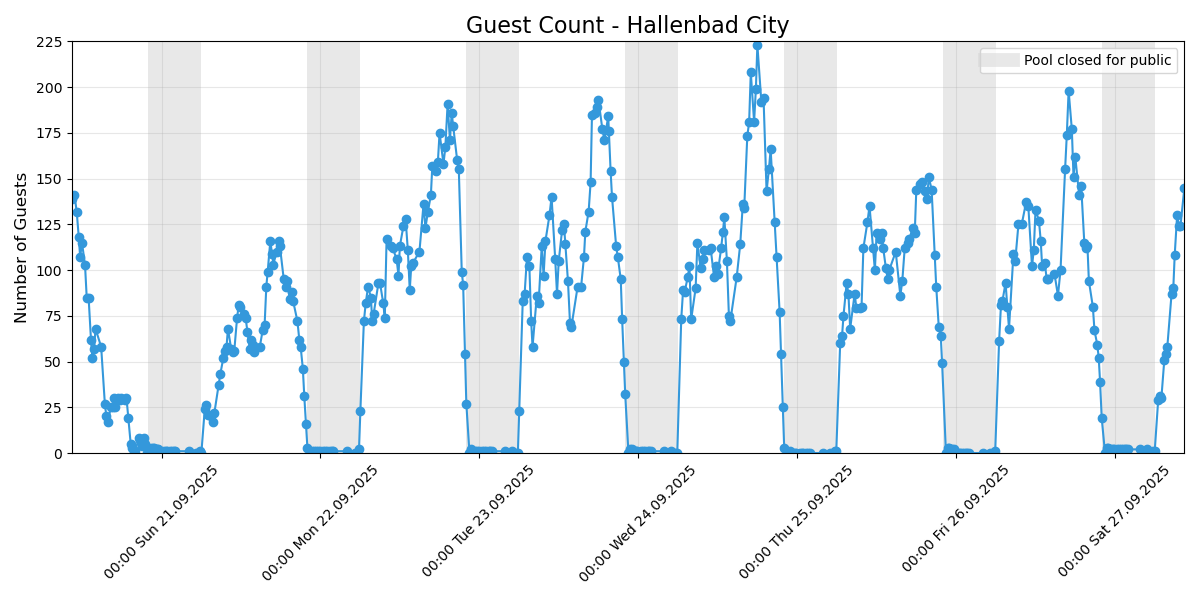 Guest Count - Hallenbad City
Number of Guests
225
200
175
150
125
100
75
50
25
0
Pool closed for public
00:00 Sun 21.09.2025
00:00 Mon 22.09.2025
00:00 Tue 23.09.2025
00:00 Wed 24.09.2025
00:00 Thu 25.09.2025
00:00 Fri 26.09.2025
00:00 Sat 27.09.2025